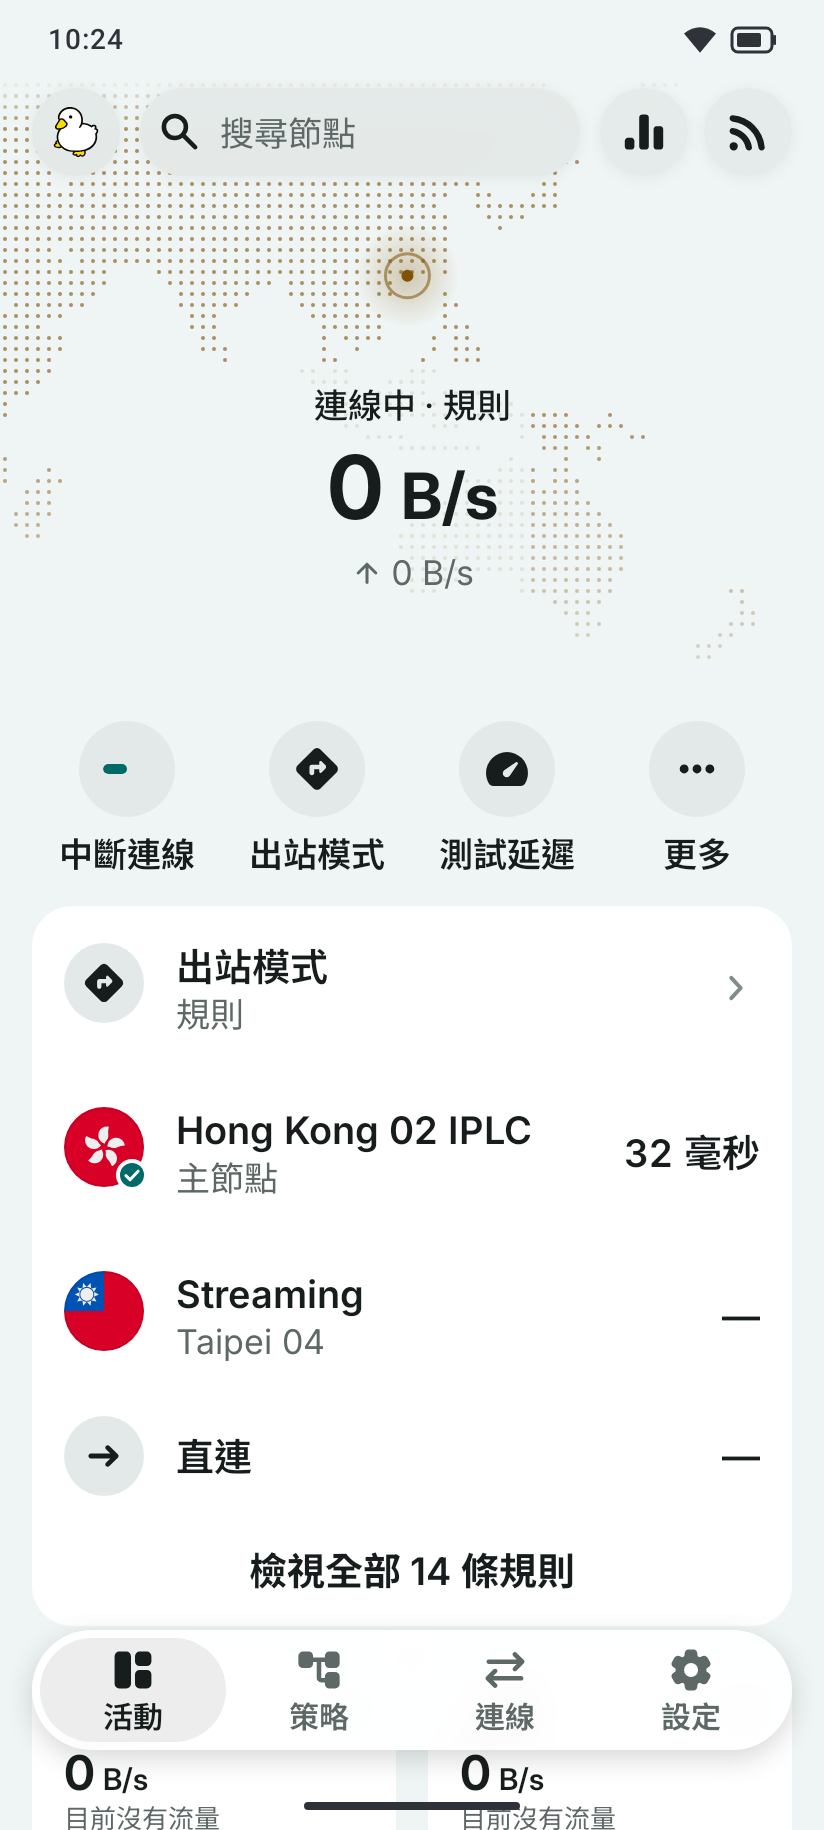 10:24
搜尋節點
連線中 · 規則
0 B/s
↑ 0 B/s
中斷連線
出站模式
測試延遲
更多
出站模式
規則
Hong Kong 02 IPLC
主節點
32 毫秒
Streaming
Taipei 04
—
直連
—
檢視全部 14 條規則
活動
策略
連線
設定
0 B/s
目前沒有流量
0 B/s
目前沒有流量